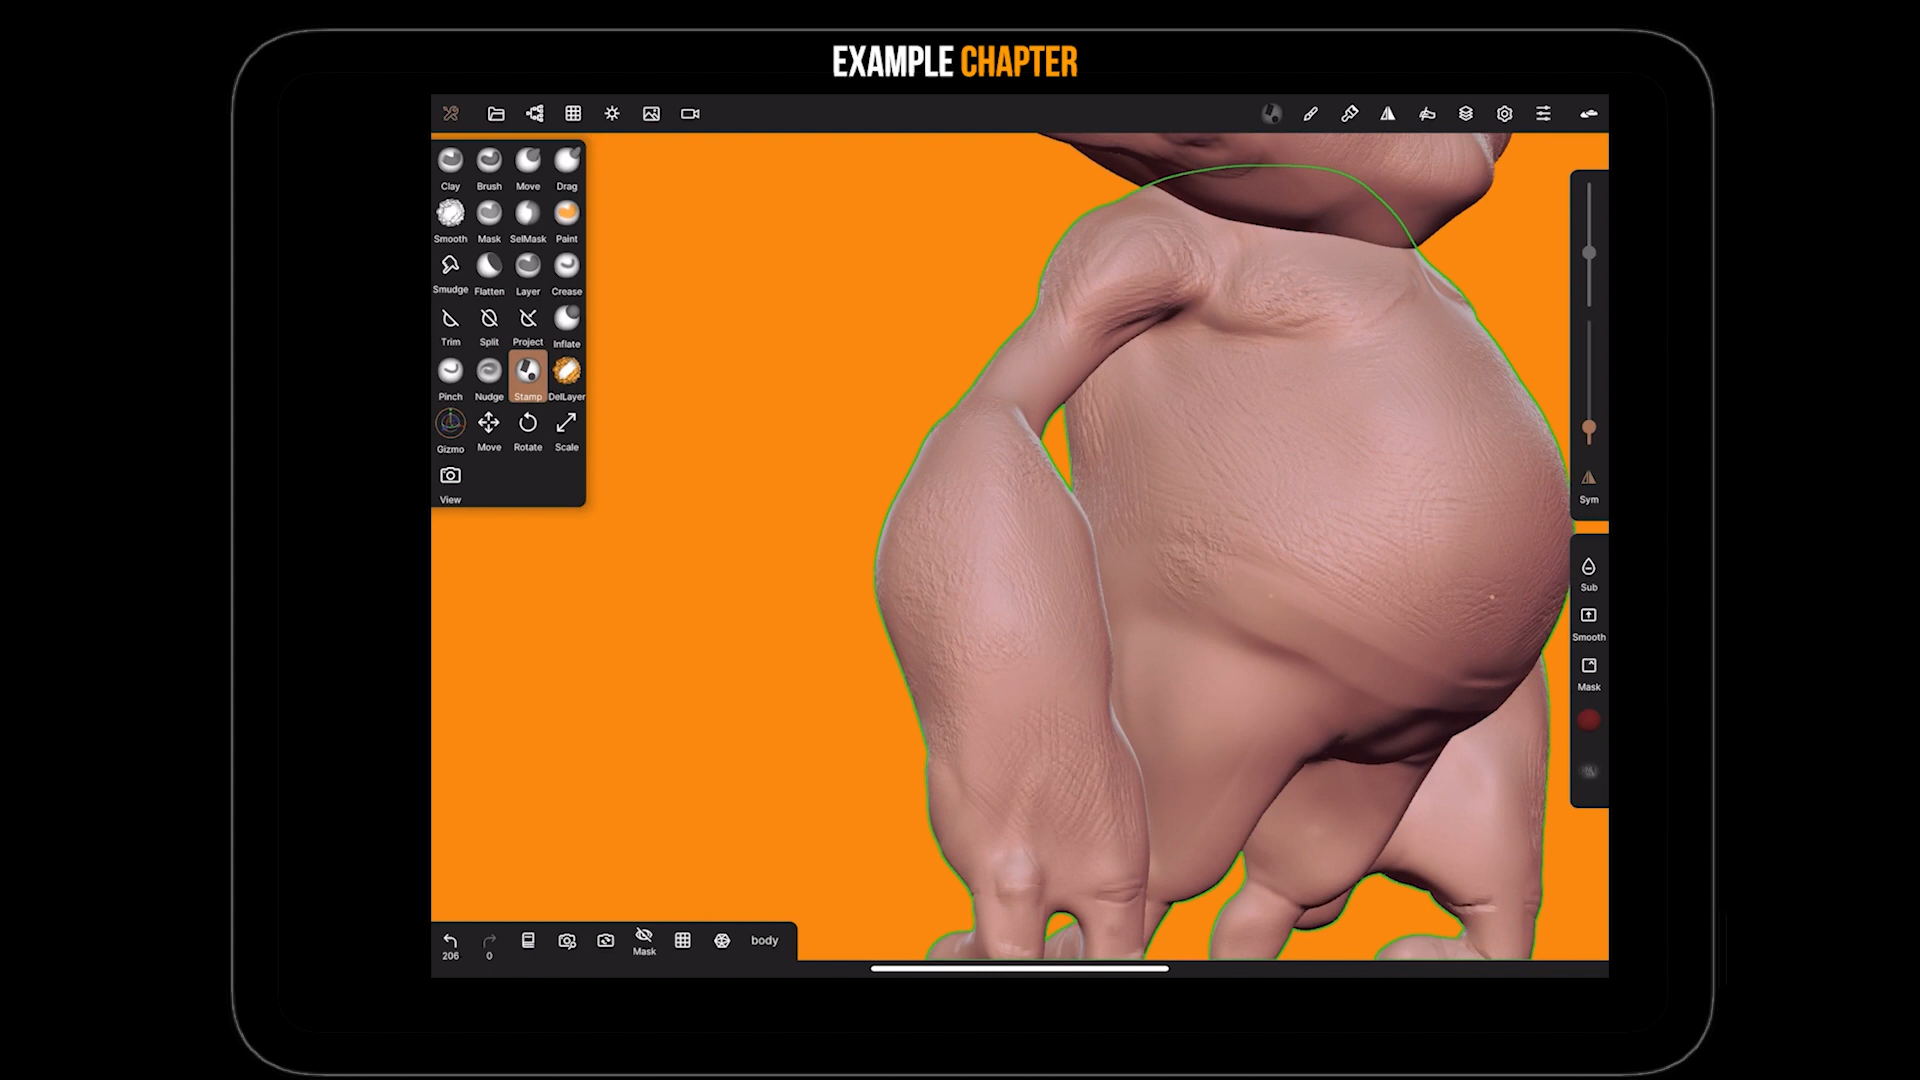 EXAMPLE CHAPTER
Clay Brush Move Drag
Smooth Mask SelMask Paint
Smudge Flatten Layer Crease
Trim Split Project Inflate
Pinch Nudge Stamp DelLayer
Gizmo Move Rotate Scale
View
Sym
Sub
Smooth
Mask
206 0 Mask body